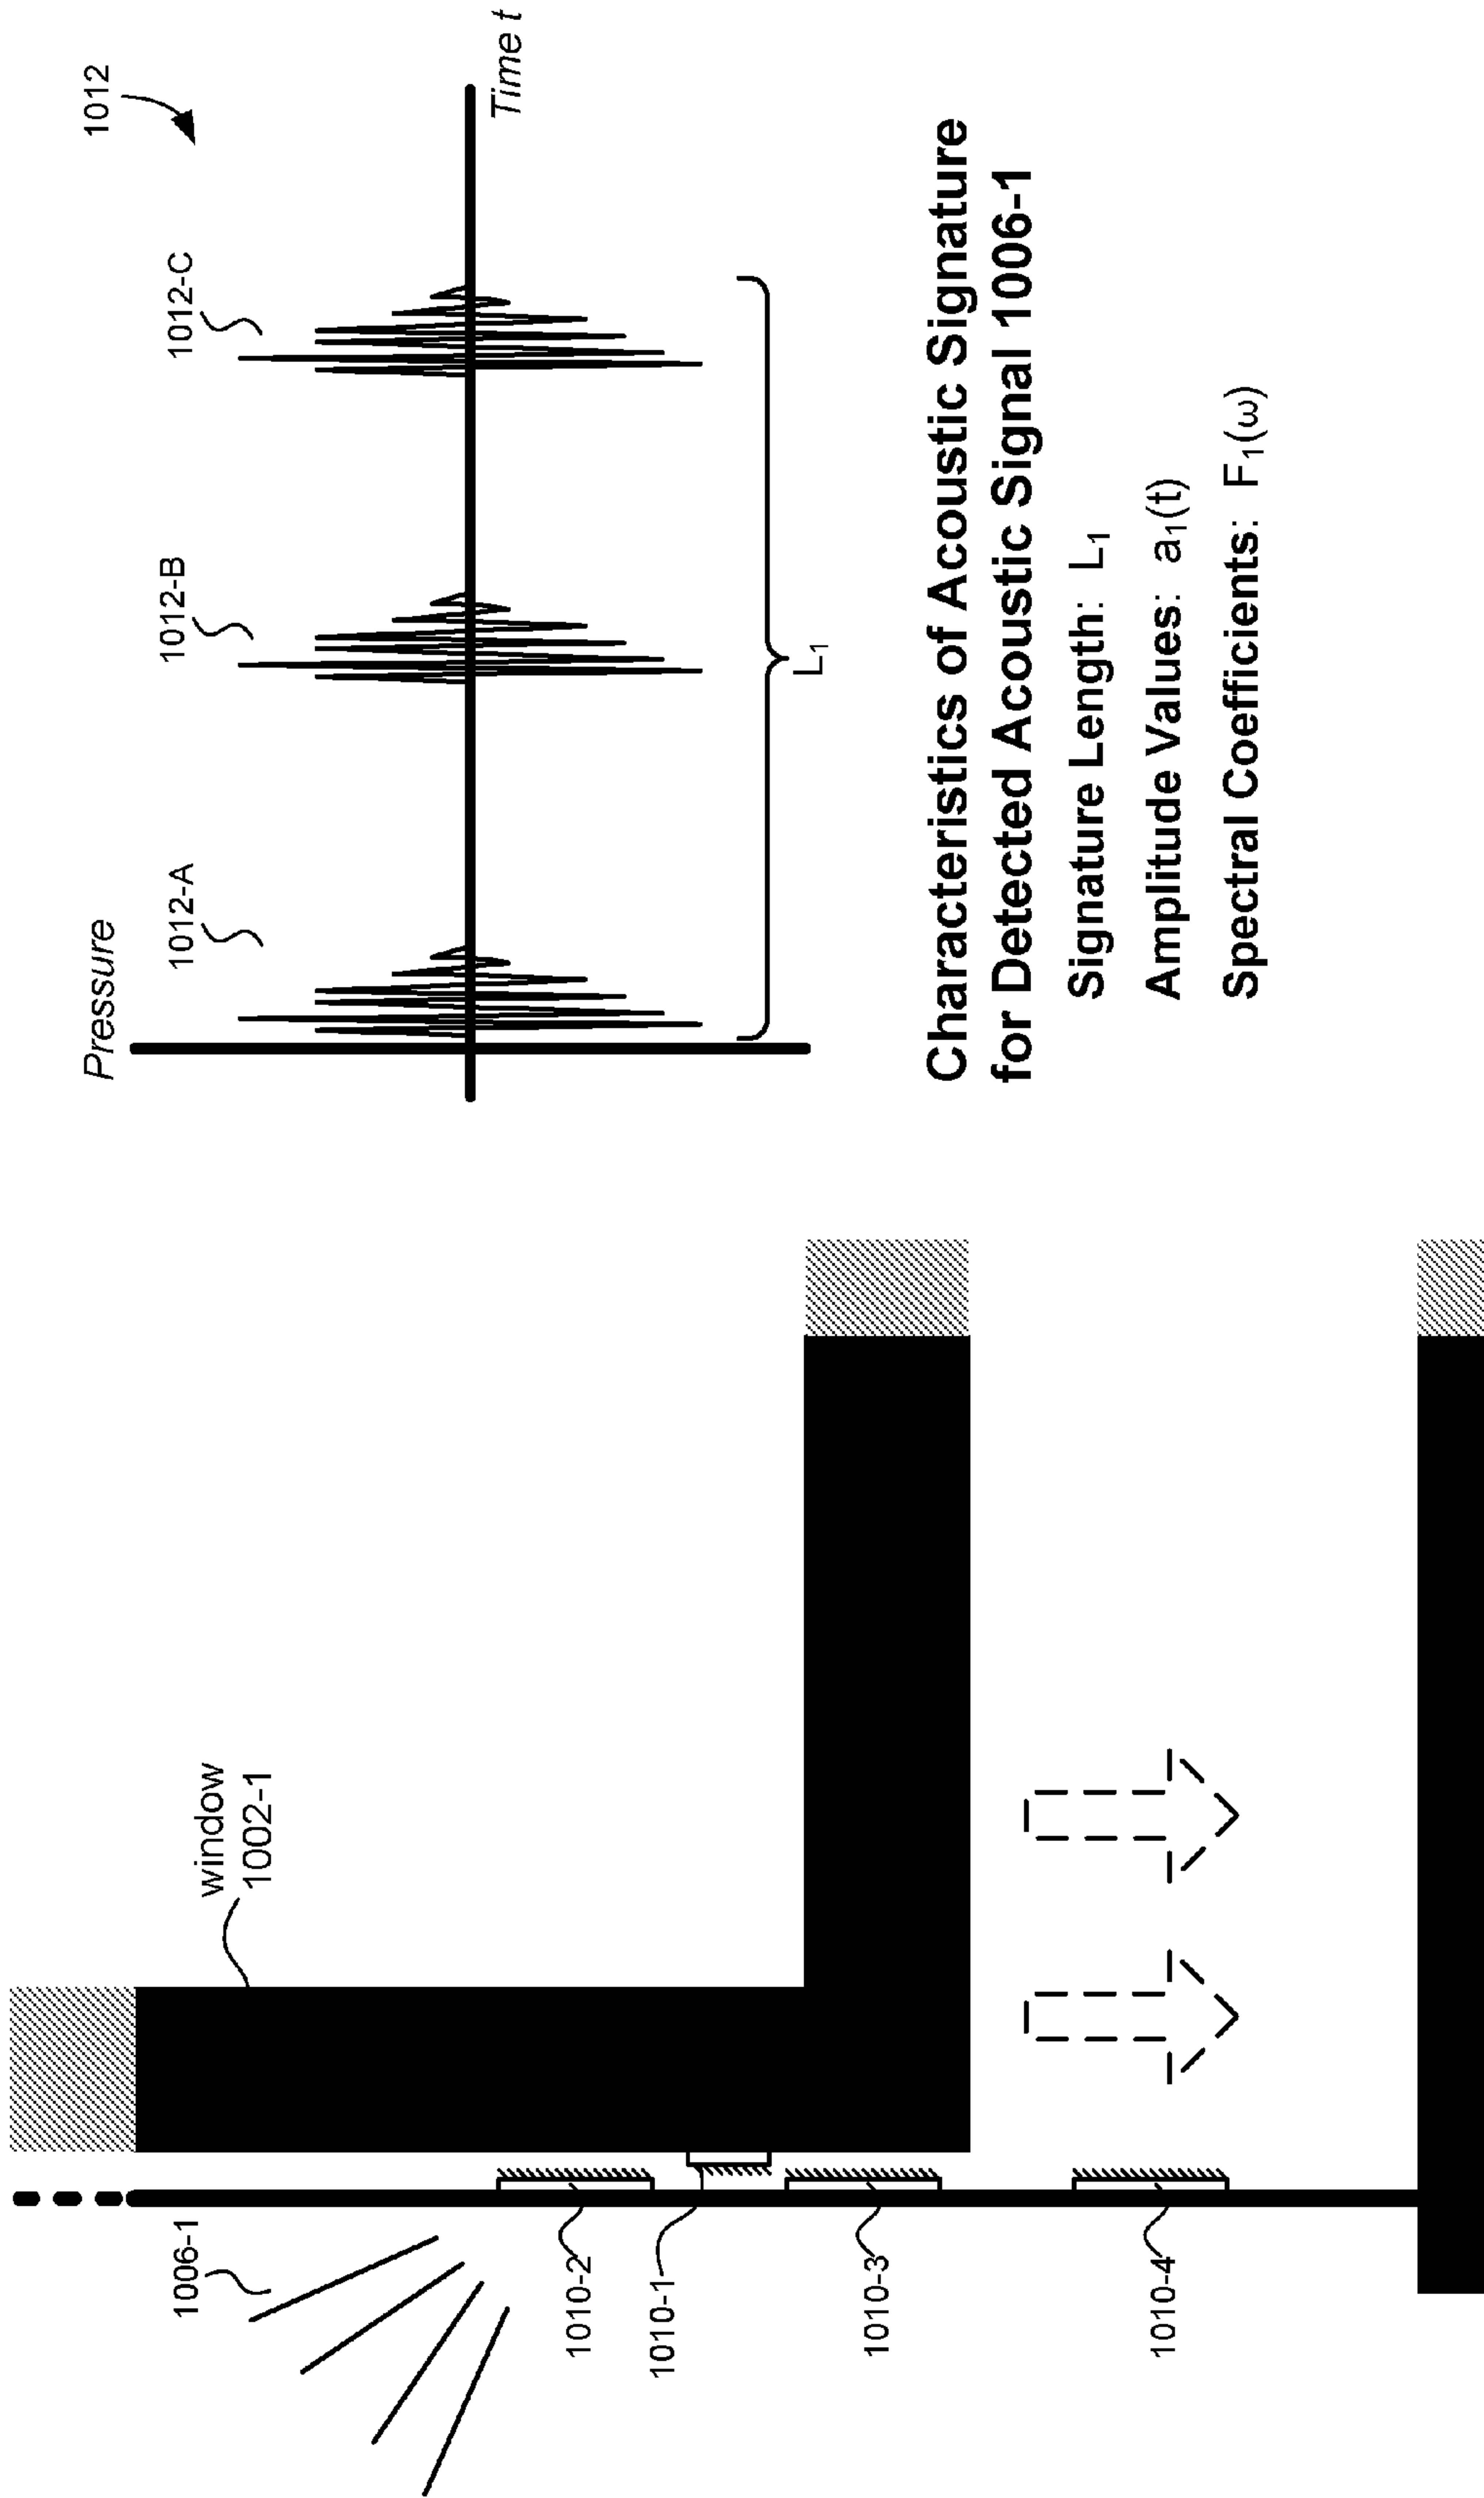 window
1002-1
1006-1
1010-2
1010-1
1010-3
1010-4
Pressure
1012
1012-A
1012-B
1012-C
Time t
L1
Characteristics of Acoustic Signature
for Detected Acoustic Signal 1006-1
Signature Length: L1
Amplitude Values: a1(t)
Spectral Coefficients: F1(ω)